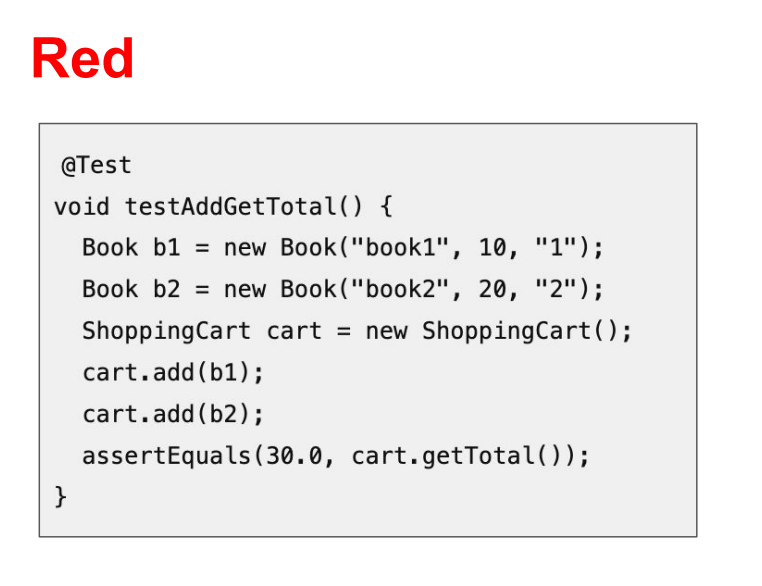 Red
@Test
void testAddGetTotal() {
  Book b1 = new Book("book1", 10, "1");
  Book b2 = new Book("book2", 20, "2");
  ShoppingCart cart = new ShoppingCart();
  cart.add(b1);
  cart.add(b2);
  assertEquals(30.0, cart.getTotal());
}